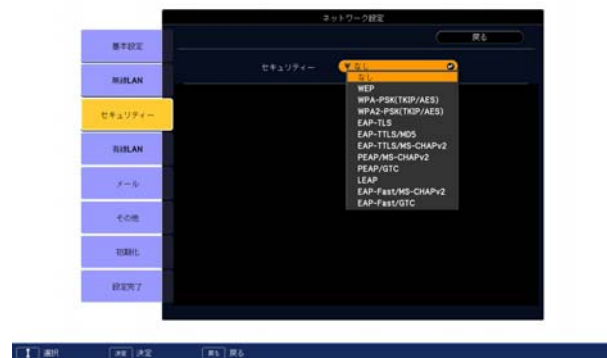 ネットワーク設定
戻る
基本設定
無線LAN
セキュリティー
有線LAN
メール
その他
初期化
設定完了
セキュリティー
なし
なし
WEP
WPA-PSK(TKIP/AES)
WPA2-PSK(TKIP/AES)
EAP-TLS
EAP-TTLS/MD5
EAP-TTLS/MS-CHAPv2
PEAP/MS-CHAPv2
PEAP/GTC
LEAP
EAP-Fast/MS-CHAPv2
EAP-Fast/GTC
選択 決定 決定 戻る 戻る